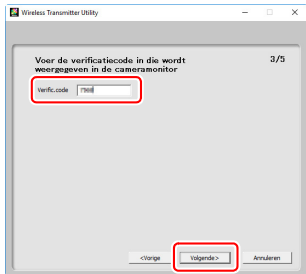 Wireless Transmitter Utility
Voer de verificatiecode in die wordt
weergegeven in de cameramonitor
3/5
Verific.code
<Vorige
Volgende>
Annuleren